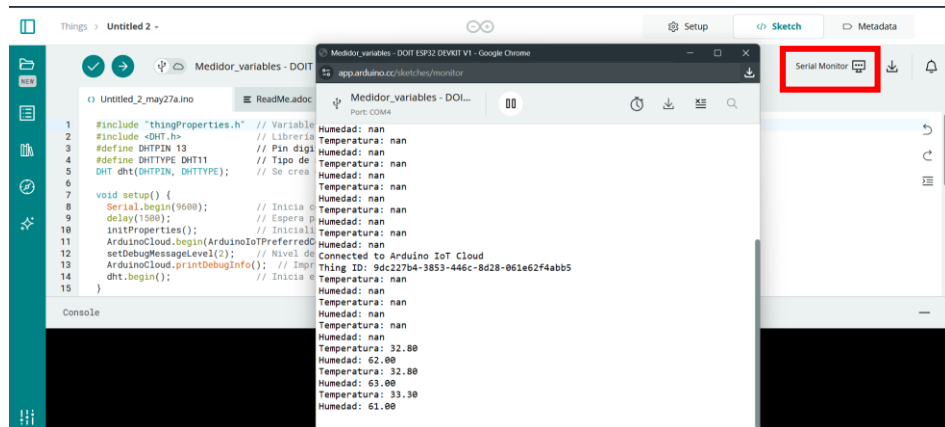 Things > Untitled 2
Setup
</> Sketch
Metadata
NEW
Medidor_variables - DOIT
Serial Monitor
<> Untitled_2_may27a.ino
ReadMe.adoc
1 #include "thingProperties.h" // Variable
2 #include <DHT.h> // Librería
3 #define DHTPIN 13 // Pin digi
4 #define DHTTYPE DHT11 // Tipo de
5 DHT dht(DHTPIN, DHTTYPE); // Se crea
6
7 void setup() {
8 Serial.begin(9600); // Inicia c
9 delay(1500); // Espera p
10 initProperties(); // Iniciali
11 ArduinoCloud.begin(ArduinoIoTPreferredC
12 setDebugMessageLevel(2); // Nivel de
13 ArduinoCloud.printDebugInfo(); // Impr
14 dht.begin(); // Inicia e
15 }
Console
Medidor_variables - DOIT ESP32 DEVKIT V1 - Google Chrome
app.arduino.cc/sketches/monitor
Medidor_variables - DOI...
Port: COM4
Humedad: nan
Temperatura: nan
Humedad: nan
Temperatura: nan
Humedad: nan
Temperatura: nan
Humedad: nan
Temperatura: nan
Humedad: nan
Temperatura: nan
Humedad: nan
Connected to Arduino IoT Cloud
Thing ID: 9dc227b4-3853-446c-8d28-061e62f4abb5
Temperatura: nan
Humedad: nan
Temperatura: nan
Humedad: nan
Temperatura: nan
Humedad: nan
Temperatura: 32.80
Humedad: 62.00
Temperatura: 32.80
Humedad: 63.00
Temperatura: 33.30
Humedad: 61.00